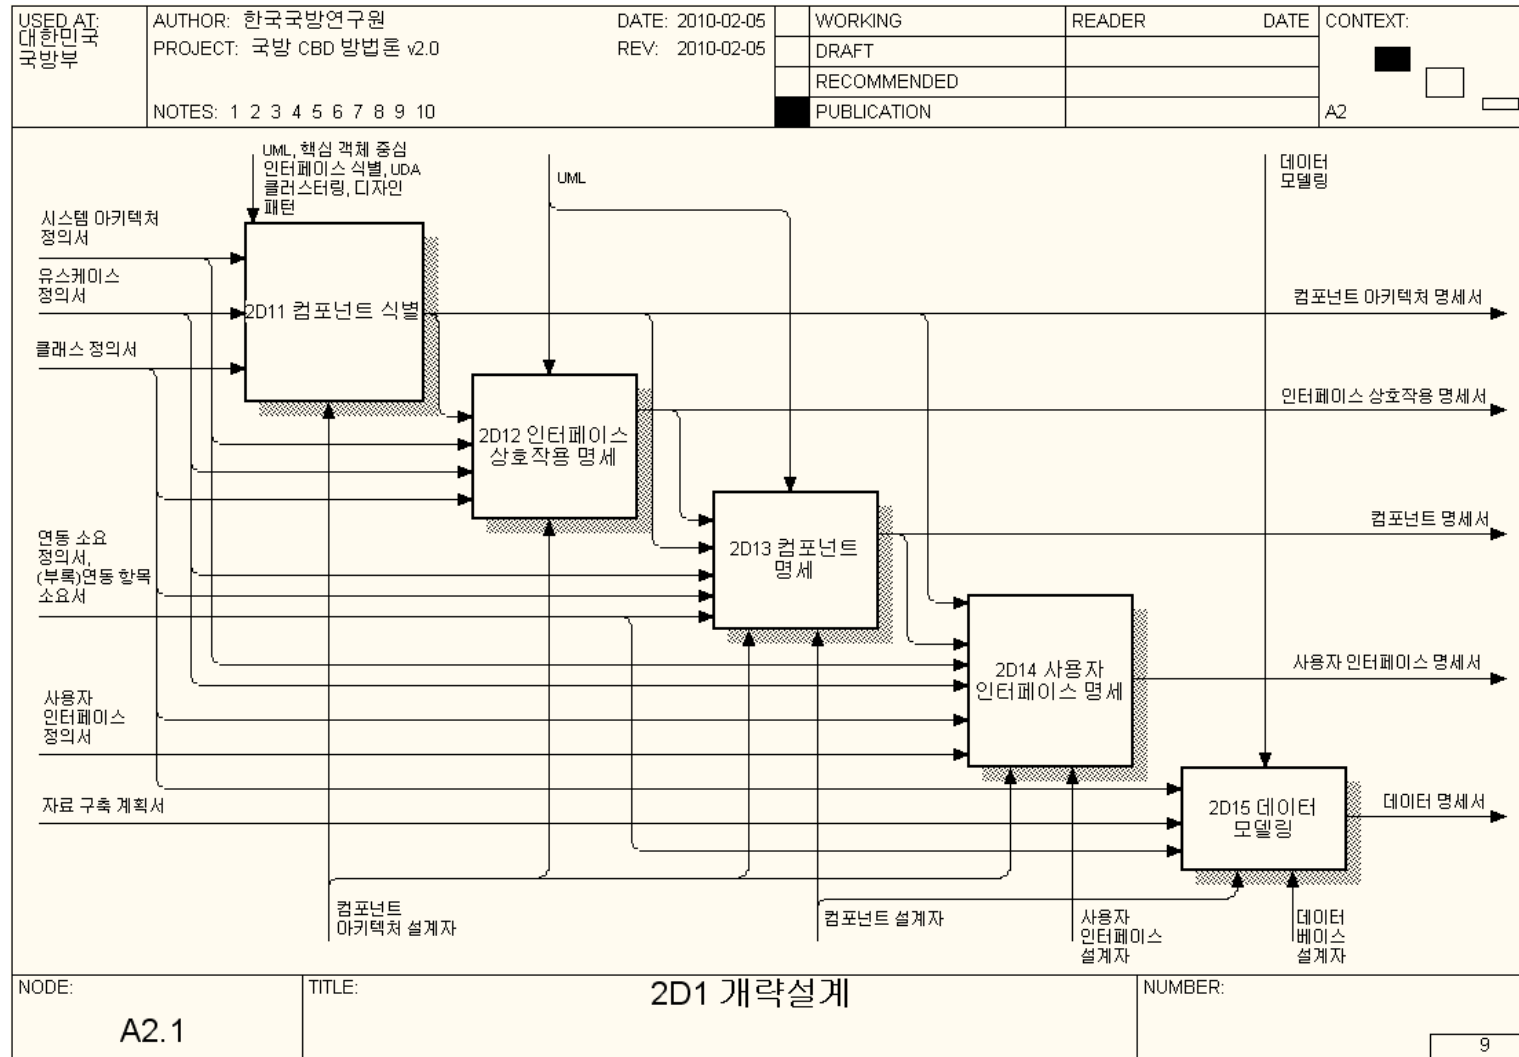 USED AT:
대한민국
국방부
AUTHOR: 한국국방연구원
DATE: 2010-02-05
PROJECT: 국방 CBD 방법론 v2.0
REV: 2010-02-05
NOTES: 1 2 3 4 5 6 7 8 9 10
WORKING
DRAFT
RECOMMENDED
PUBLICATION
READER
DATE
CONTEXT:
A2
UML, 핵심 객체 중심
인터페이스 식별, UDA
클러스터링, 디자인
패턴
UML
데이터
모델링
시스템 아키텍처
정의서
유스케이스
정의서
클래스 정의서
연동 소요
정의서,
(부록)연동 항목
소요서
사용자
인터페이스
정의서
자료 구축 계획서
2D11 컴포넌트 식별
2D12 인터페이스
상호작용 명세
2D13 컴포넌트
명세
2D14 사용자
인터페이스 명세
2D15 데이터
모델링
컴포넌트 아키텍처 명세서
인터페이스 상호작용 명세서
컴포넌트 명세서
사용자 인터페이스 명세서
데이터 명세서
컴포넌트
아키텍처 설계자
컴포넌트 설계자
사용자
인터페이스
설계자
데이터
베이스
설계자
NODE:
A2.1
TITLE:
2D1 개략설계
NUMBER:
9